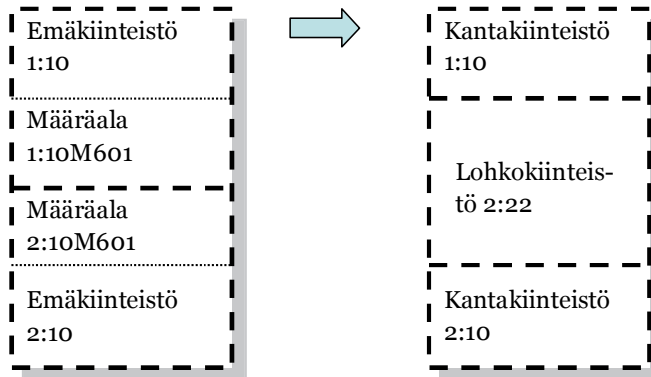 Emäkiinteistö
1:10
Määräala
1:10M601
Määräala
2:10M601
Emäkiinteistö
2:10
Kantakiinteistö
1:10
Lohkokiinteis-
tö 2:22
Kantakiinteistö
2:10